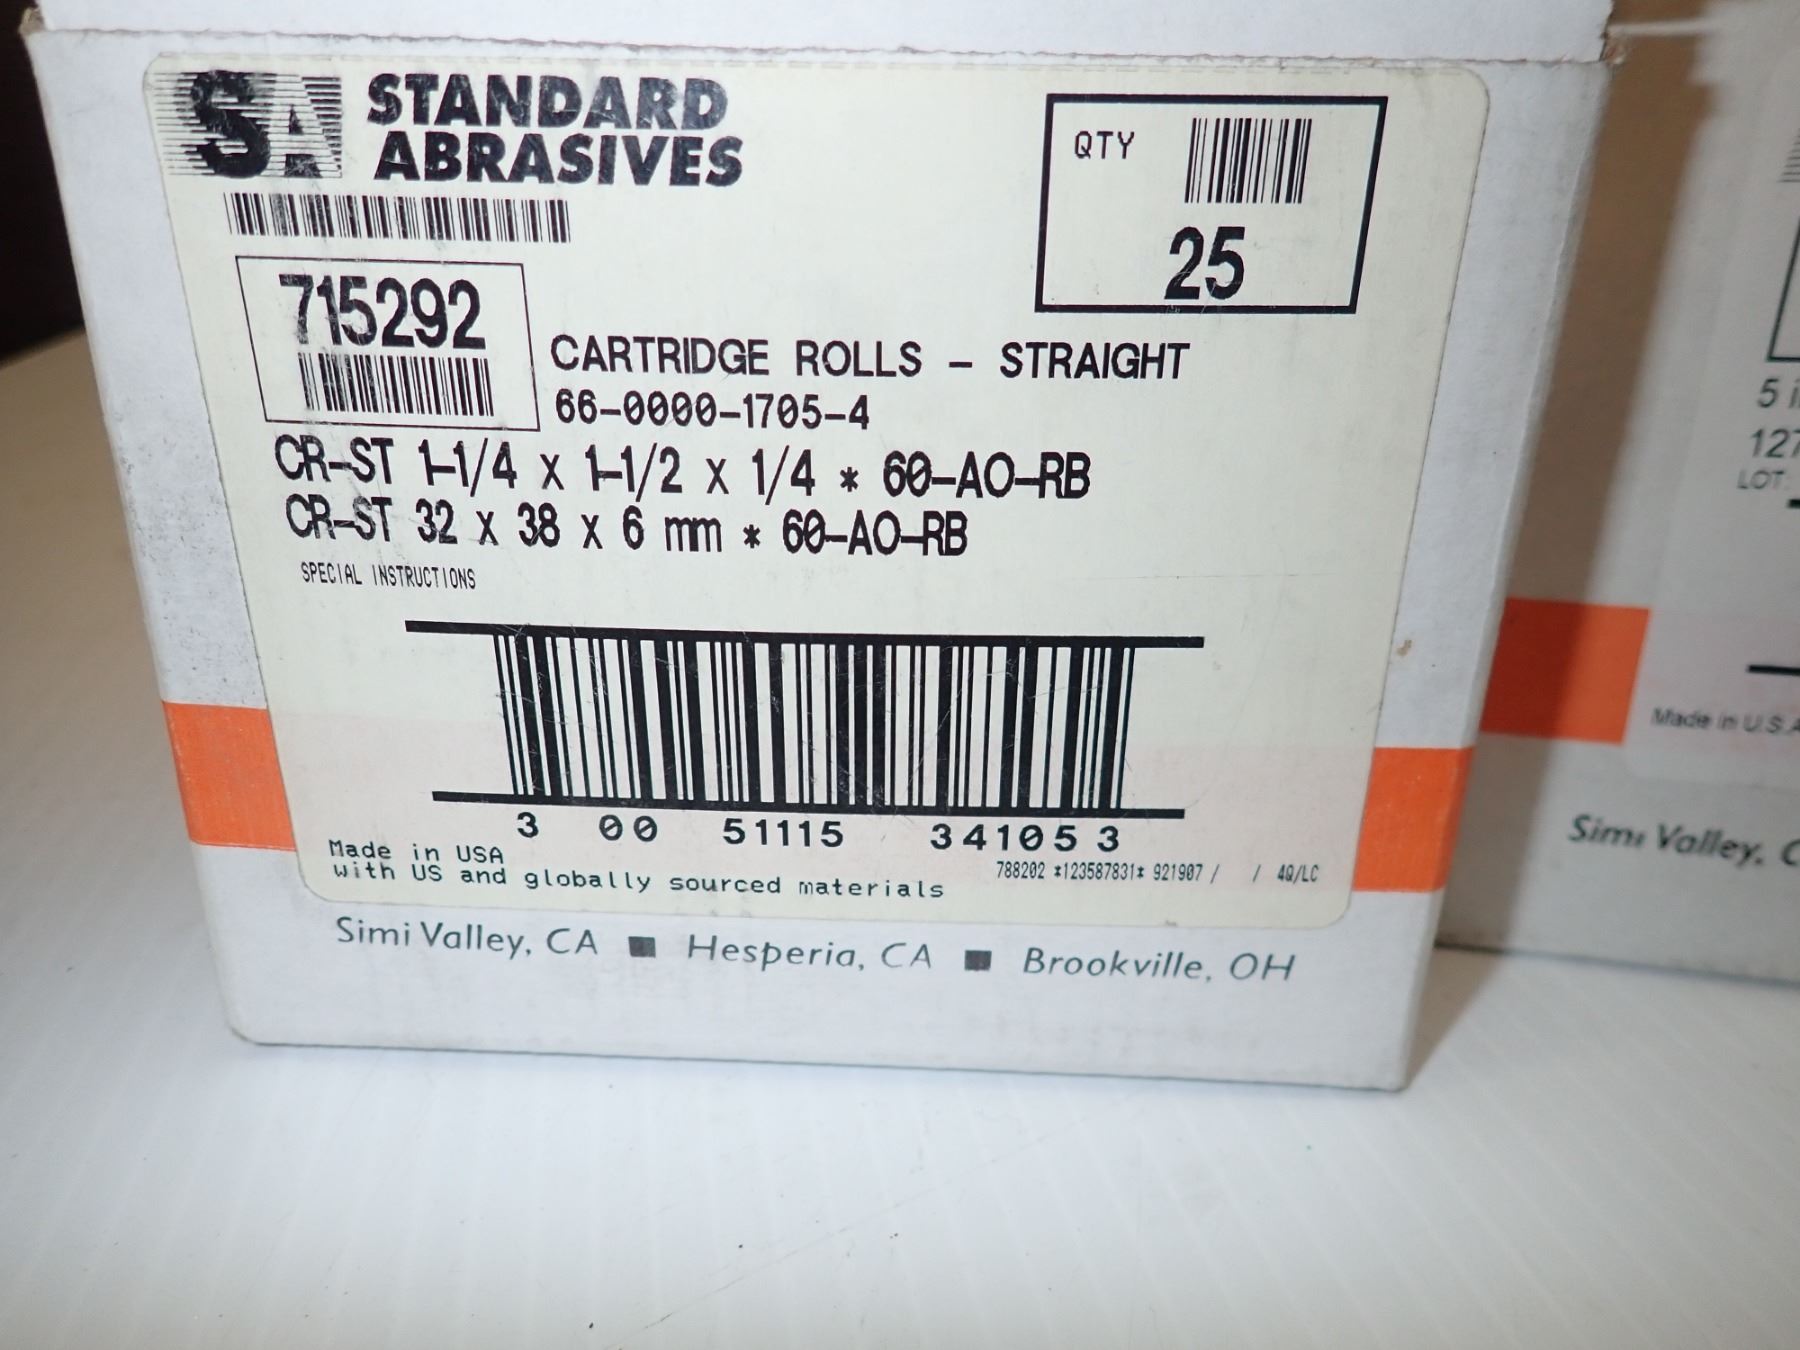 SA STANDARD
ABRASIVES
QTY
25
715292
CARTRIDGE ROLLS - STRAIGHT
66-0000-1705-4
CR-ST 1-1/4 x 1-1/2 x 1/4 * 60-AO-RB
CR-ST 32 x 38 x 6 mm * 60-AO-RB
SPECIAL INSTRUCTIONS
3 00 51115 34105 3
Made in USA
with US and globally sourced materials
788202 *123587831* 921907 / / 4Q/LC
Simi Valley, CA ■ Hesperia, CA ■ Brookville, OH
5
127
LOT:
Made in U.S.A
Simi Valley, C